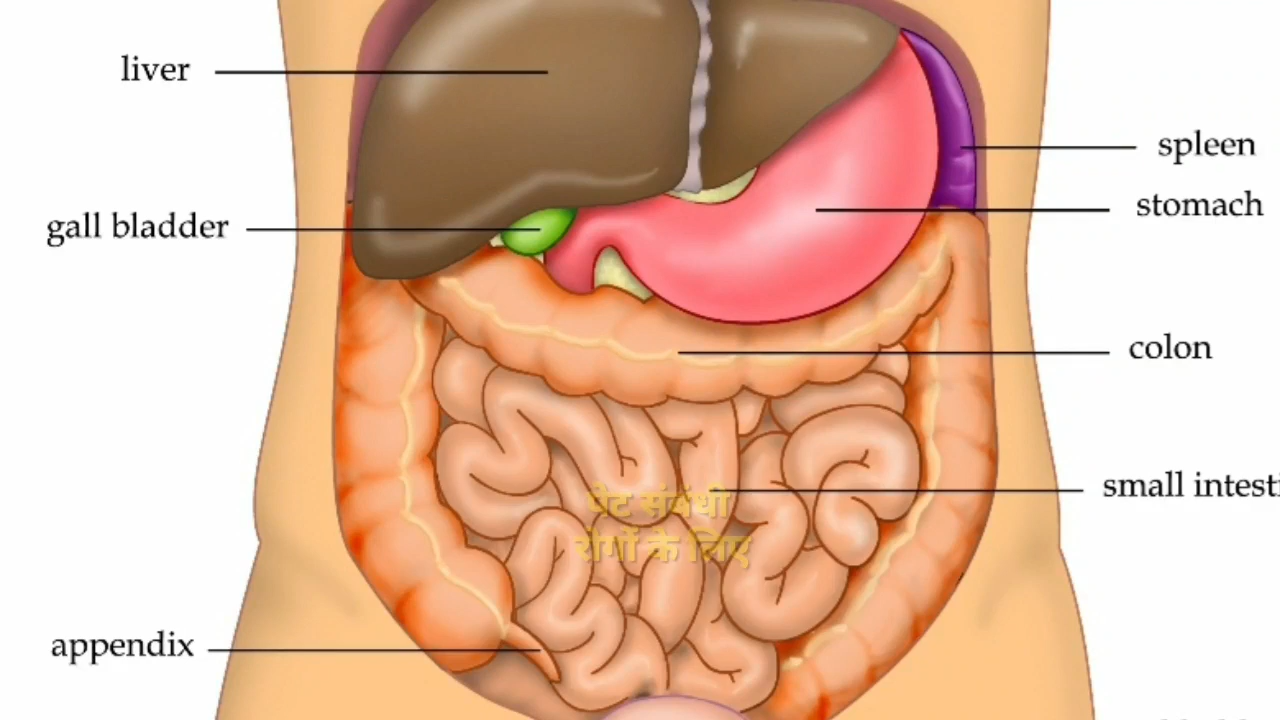 liver
spleen
stomach
gall bladder
colon
small intesti
पेट संबंधी
रोगों के लिए
appendix